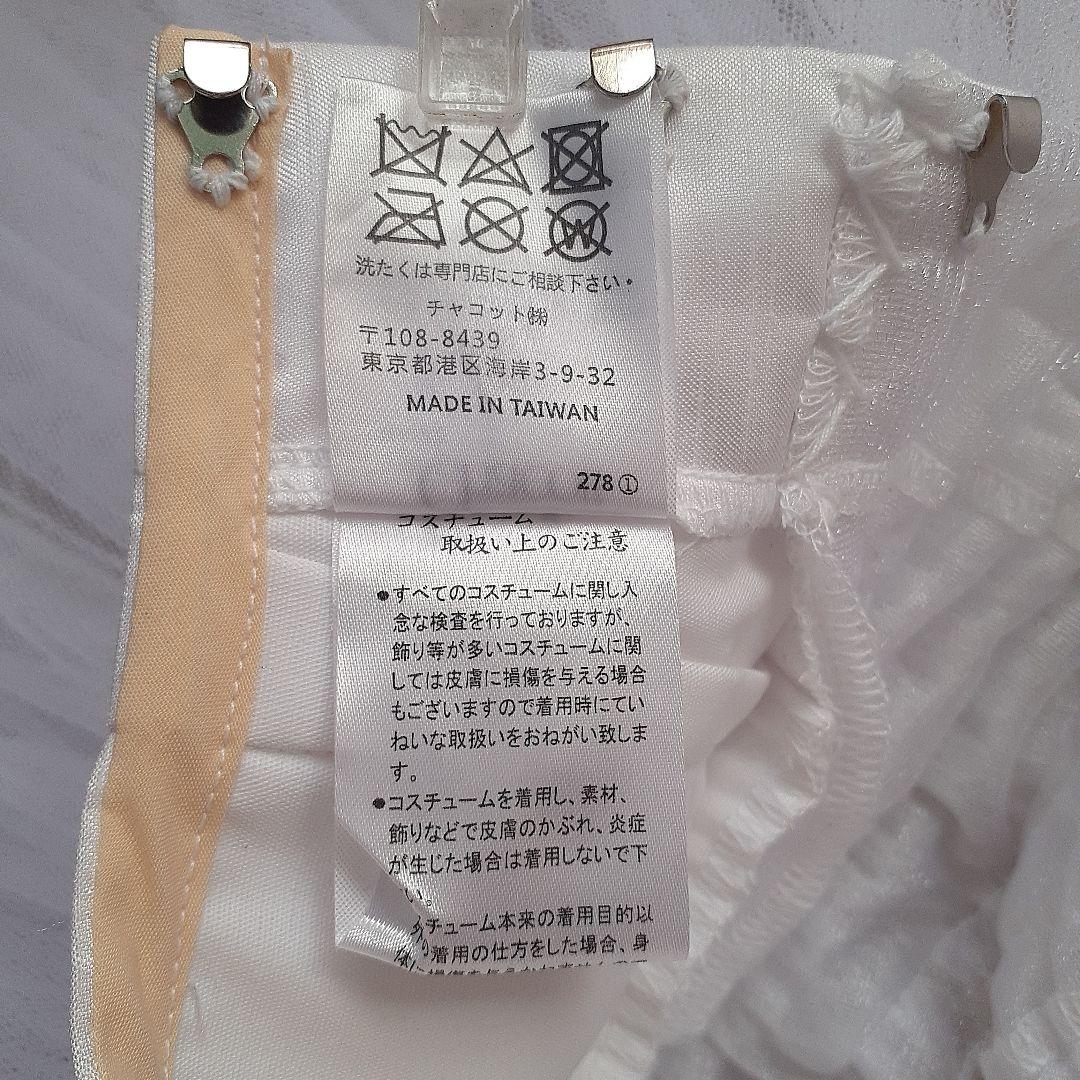 W
洗たくは専門店にご相談下さい・
チャコット㈱
〒108-8439
東京都港区海岸3-9-32
MADE IN TAIWAN
278①
コスチューム
取扱い上のご注意
●すべてのコスチュームに関し入
念な検査を行っておりますが、
飾り等が多いコスチュームに関
しては皮膚に損傷を与える場合
もございますので着用時にてい
ねいな取扱いをおねがい致しま
す。
●コスチュームを着用し、素材、
飾りなどで皮膚のかぶれ、炎症
が生じた場合は着用しないで下
い。
チューム本来の着用目的以
の着用の仕方をした場合、身